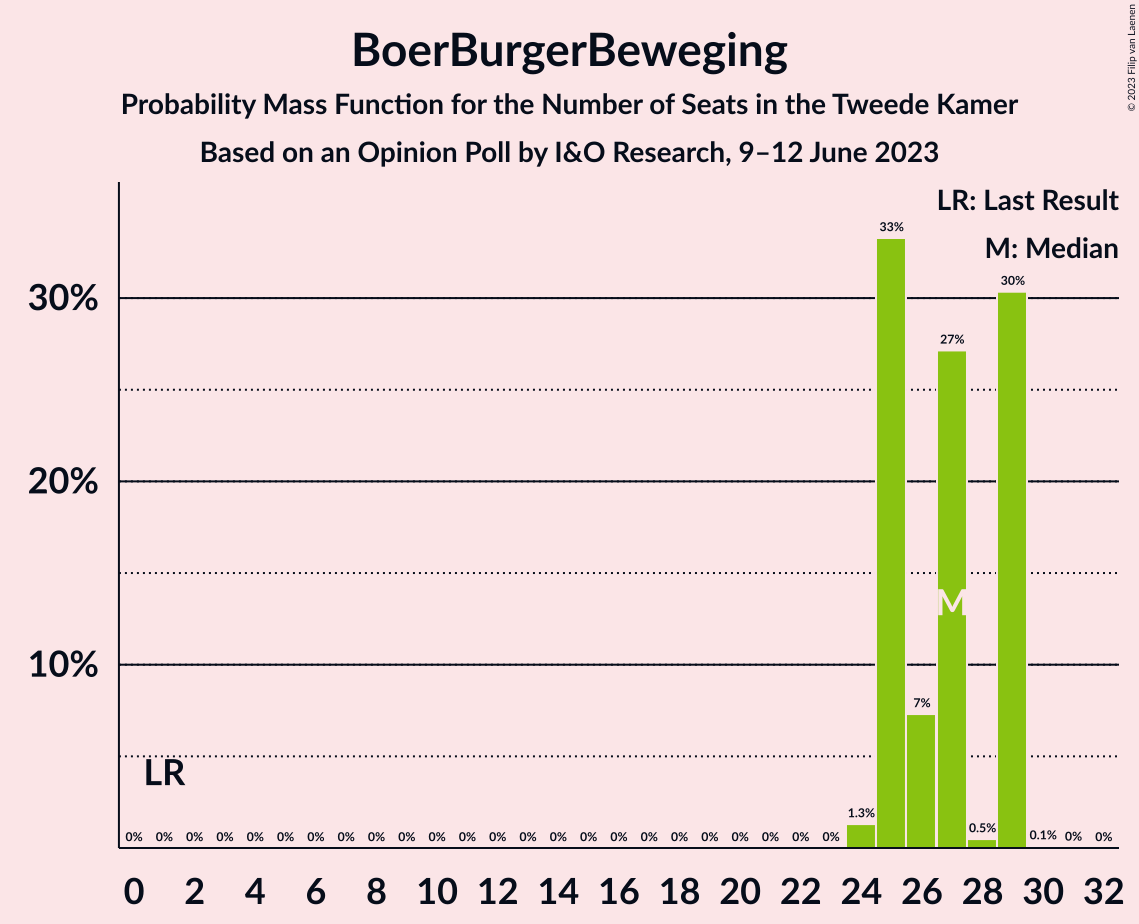 BoerBurgerBeweging
Probability Mass Function for the Number of Seats in the Tweede Kamer
Based on an Opinion Poll by I&O Research, 9–12 June 2023
© 2023 Filip van Laenen
LR: Last Result
M: Median
30%
20%
10%
33%
30%
27%
M
7%
LR
0% 0% 0% 0% 0% 0% 0% 0% 0% 0% 0% 0% 0% 0% 0% 0% 0% 0% 0% 0% 0% 0% 0% 0% 1.3% 0.5% 0.1% 0% 0%
0 2 4 6 8 10 12 14 16 18 20 22 24 26 28 30 32